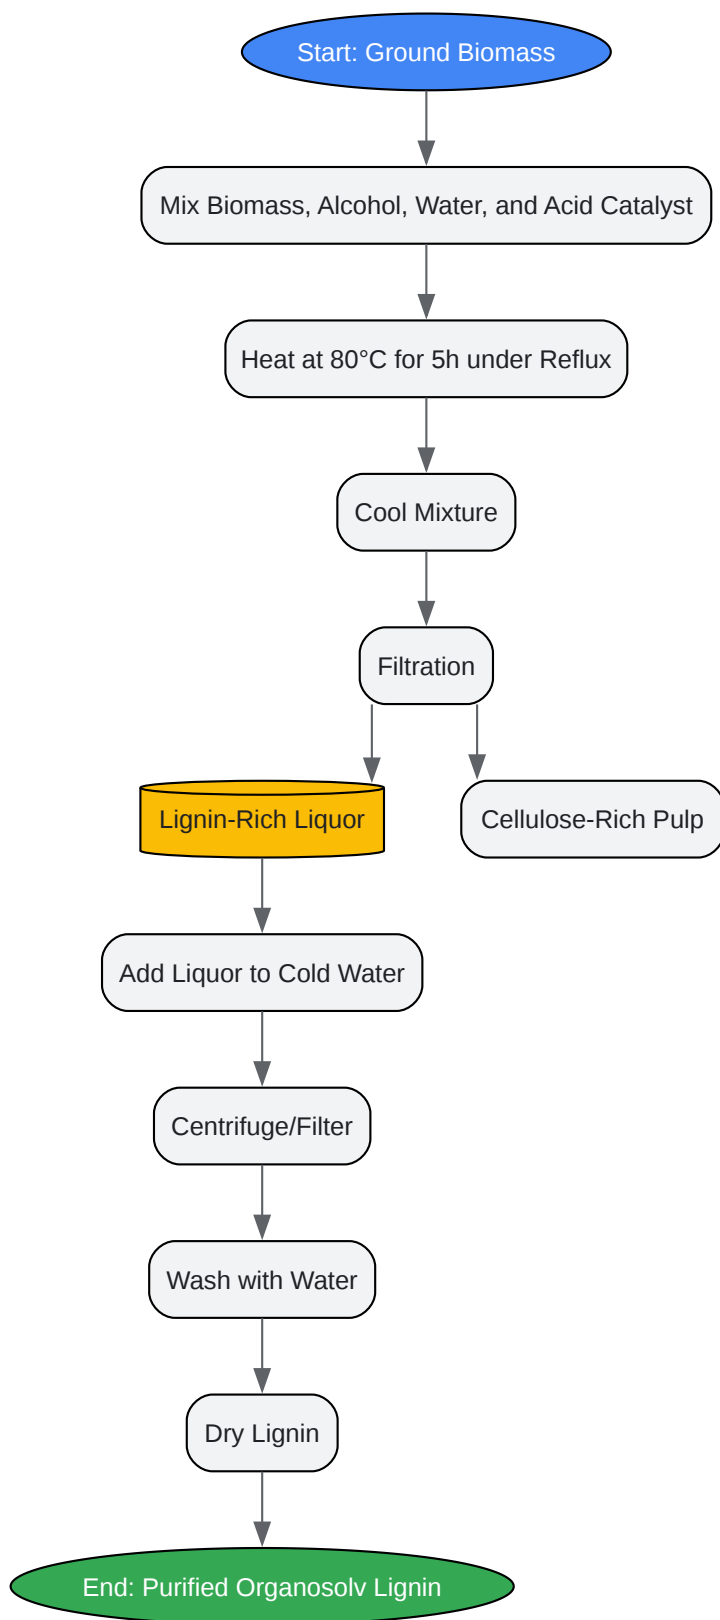 Start: Ground Biomass
Mix Biomass, Alcohol, Water, and Acid Catalyst
Heat at 80°C for 5h under Reflux
Cool Mixture
Filtration
Lignin-Rich Liquor
Cellulose-Rich Pulp
Add Liquor to Cold Water
Centrifuge/Filter
Wash with Water
Dry Lignin
End: Purified Organosolv Lignin